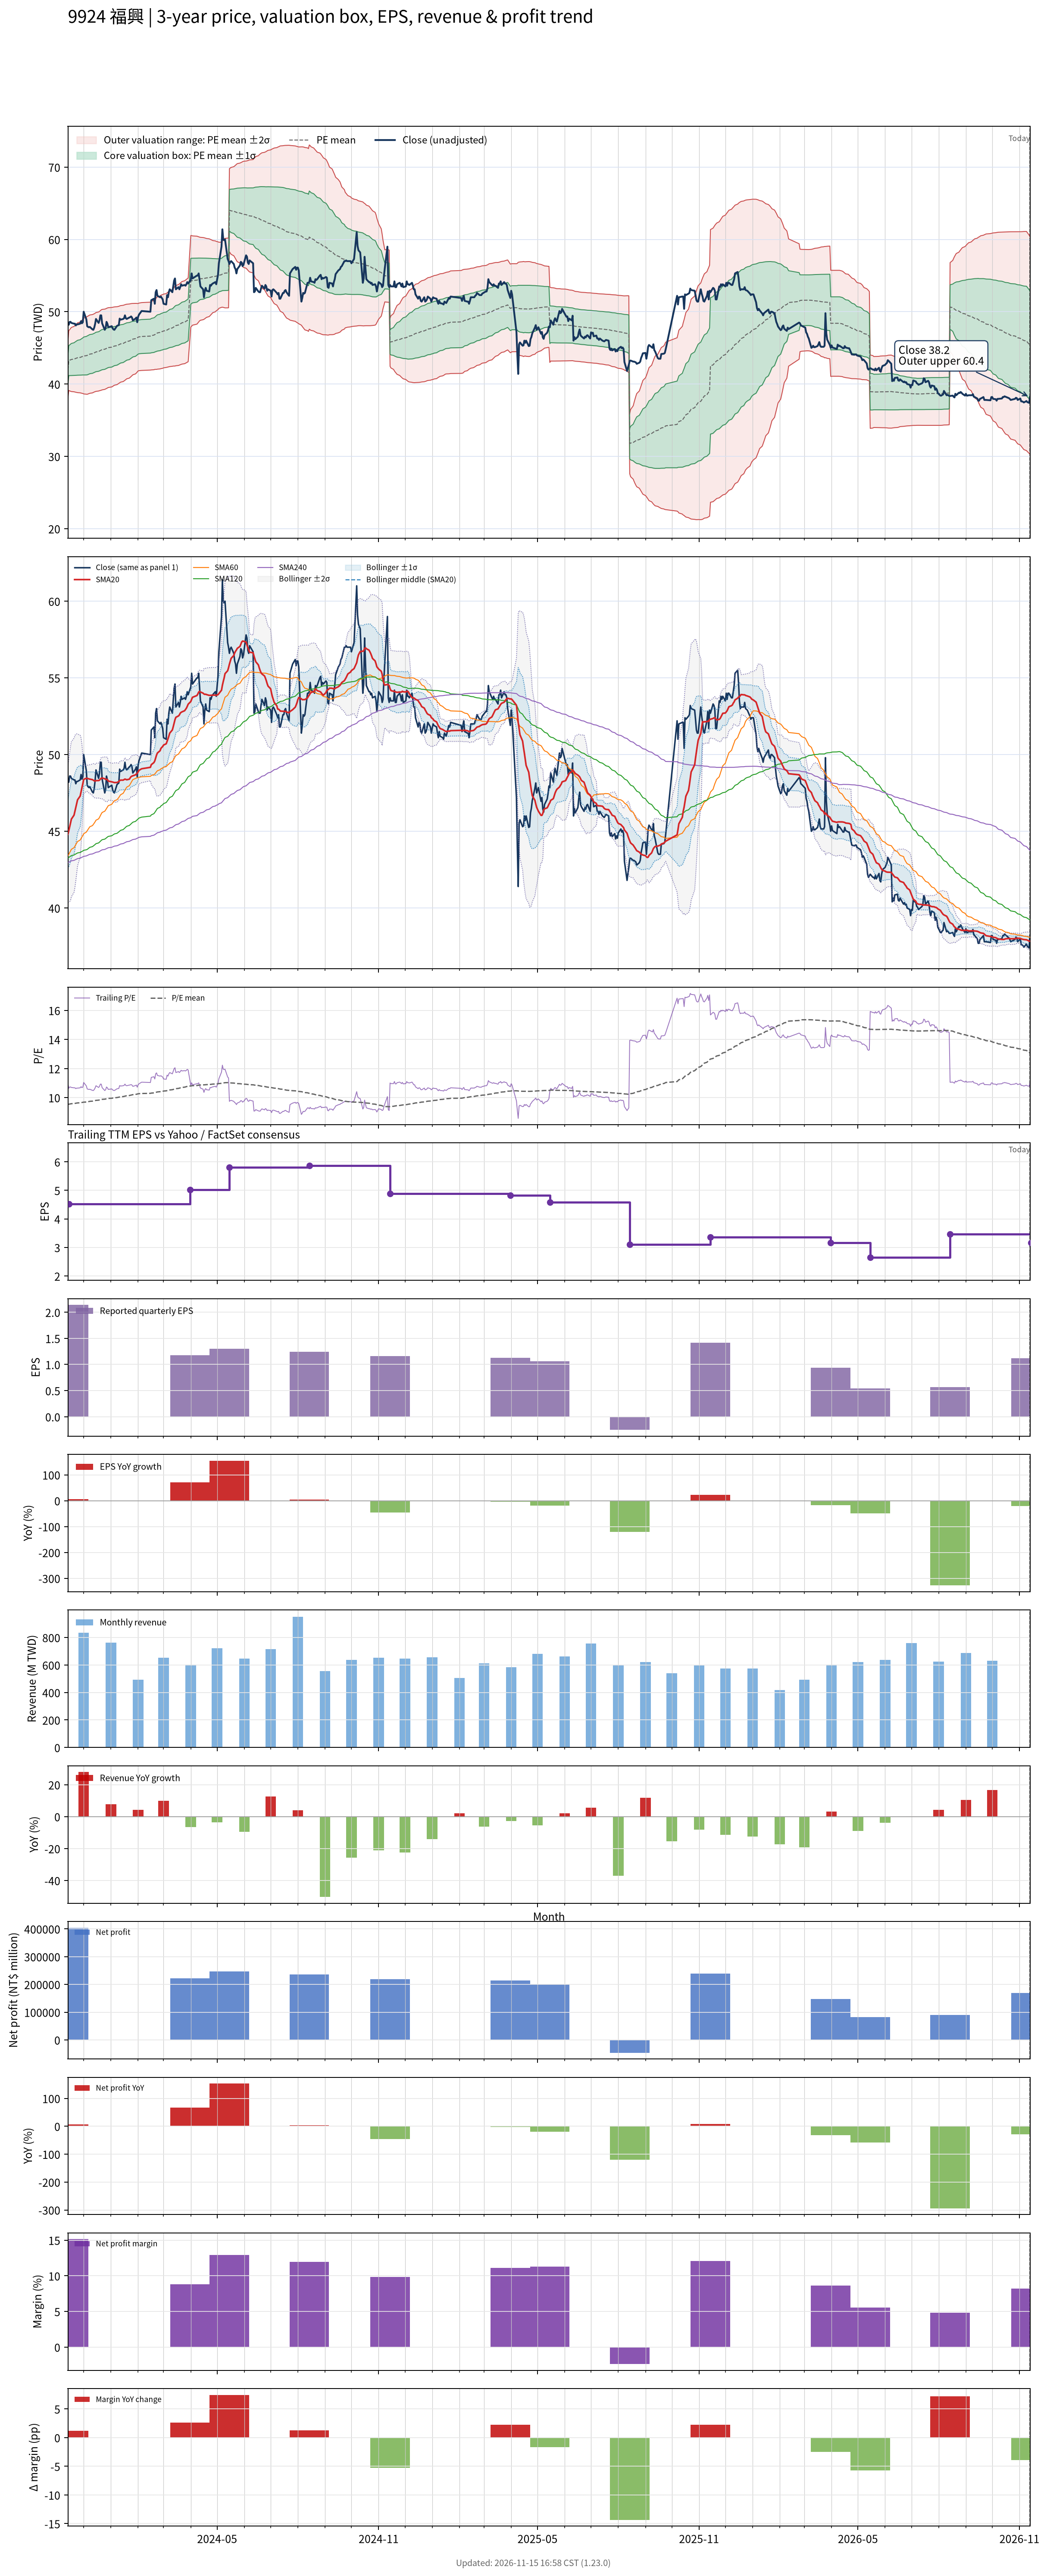 9924 福興 | 3-year price, valuation box, EPS, revenue & profit trend
Outer valuation range: PE mean ±2σ
PE mean
Close (unadjusted)
Core valuation box: PE mean ±1σ
Today
Close 38.2
Outer upper 60.4
Price (TWD)
70
60
50
40
30
20
Close (same as panel 1)
SMA20
SMA60
SMA120
SMA240
Bollinger ±2σ
Bollinger ±1σ
Bollinger middle (SMA20)
Price
60
55
50
45
40
Trailing P/E
P/E mean
P/E
16
14
12
10
Trailing TTM EPS vs Yahoo / FactSet consensus
Today
EPS
6
5
4
3
2
Reported quarterly EPS
EPS
2.0
1.5
1.0
0.5
0.0
EPS YoY growth
YoY (%)
100
0
-100
-200
-300
Monthly revenue
Revenue (M TWD)
800
600
400
200
0
Revenue YoY growth
YoY (%)
20
0
-20
-40
Month
Net profit
Net profit (NT$ million)
400000
300000
200000
100000
0
Net profit YoY
YoY (%)
100
0
-100
-200
-300
Net profit margin
Margin (%)
15
10
5
0
Margin YoY change
Δ margin (pp)
5
0
-5
-10
-15
2024-05
2024-11
2025-05
2025-11
2026-05
2026-11
Updated: 2026-11-15 16:58 CST (1.23.0)